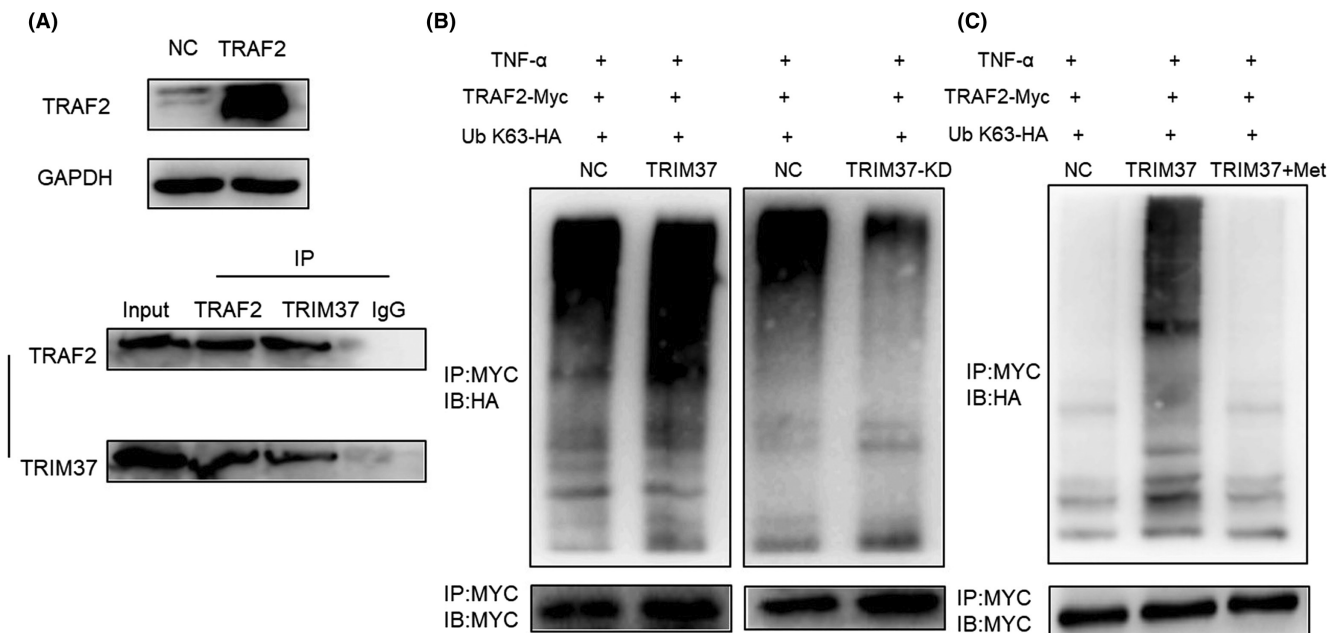 (A)
NC TRAF2
TRAF2
GAPDH
IP
Input TRAF2 TRIM37 IgG
TRAF2
TRIM37
(B)
TNF-α + + + +
TRAF2-Myc + + + +
Ub K63-HA + + + +
NC TRIM37 NC TRIM37-KD
IP:MYC
IB:HA
IP:MYC
IB:MYC
(C)
TNF-α + + +
TRAF2-Myc + + +
Ub K63-HA + + +
NC TRIM37 TRIM37+Met
IP:MYC
IB:HA
IP:MYC
IB:MYC